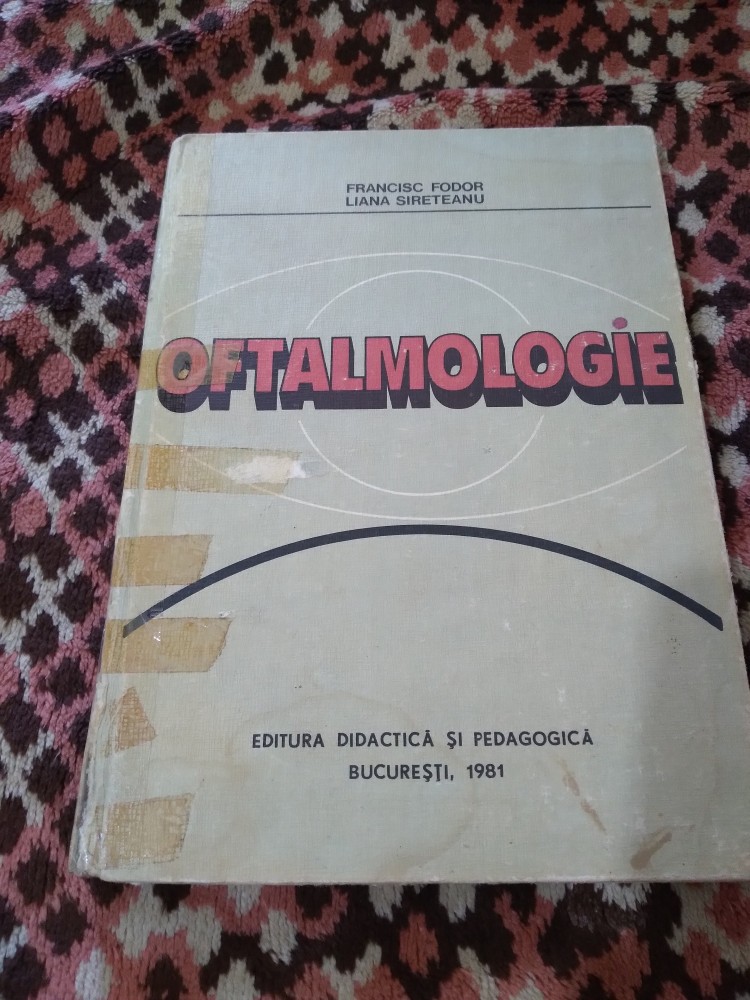 FRANCISC FODOR
LIANA SIRETEANU
OFTALMOLOGiE
EDITURA DIDACTICĂ ŞI PEDAGOGICĂ
BUCUREŞTI, 1981